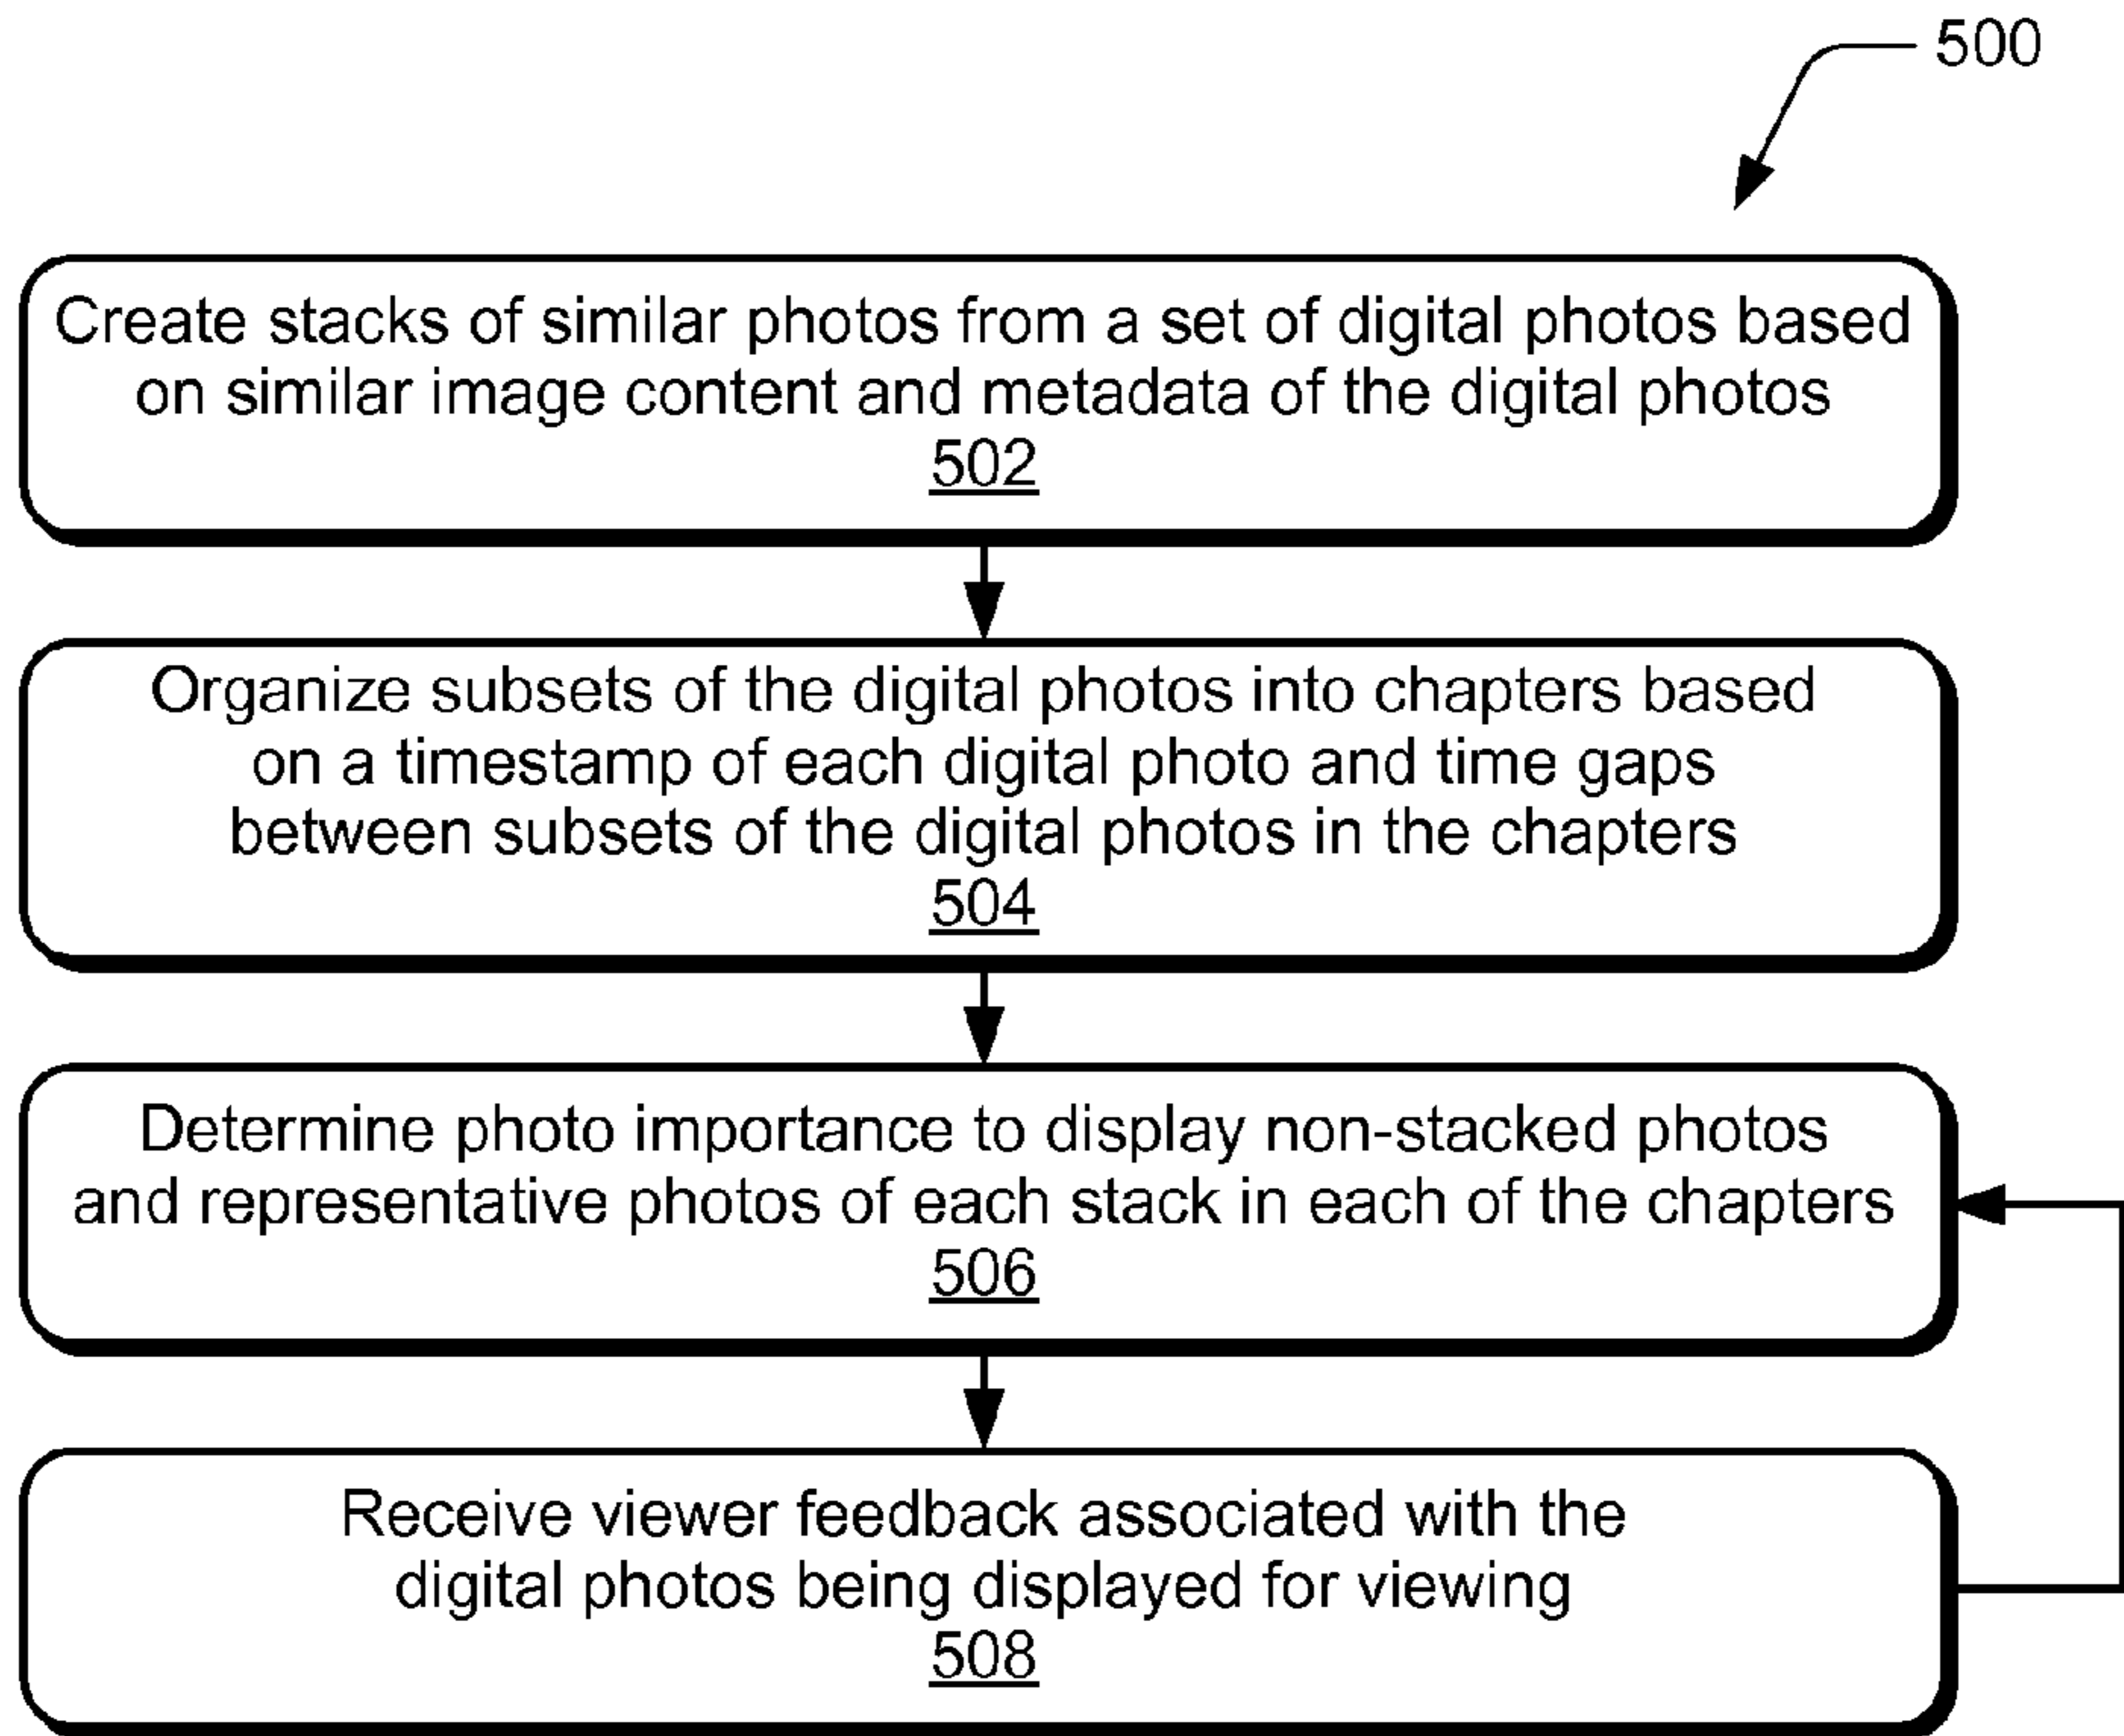 500
Create stacks of similar photos from a set of digital photos based
on similar image content and metadata of the digital photos
502
Organize subsets of the digital photos into chapters based
on a timestamp of each digital photo and time gaps
between subsets of the digital photos in the chapters
504
Determine photo importance to display non-stacked photos
and representative photos of each stack in each of the chapters
506
Receive viewer feedback associated with the
digital photos being displayed for viewing
508